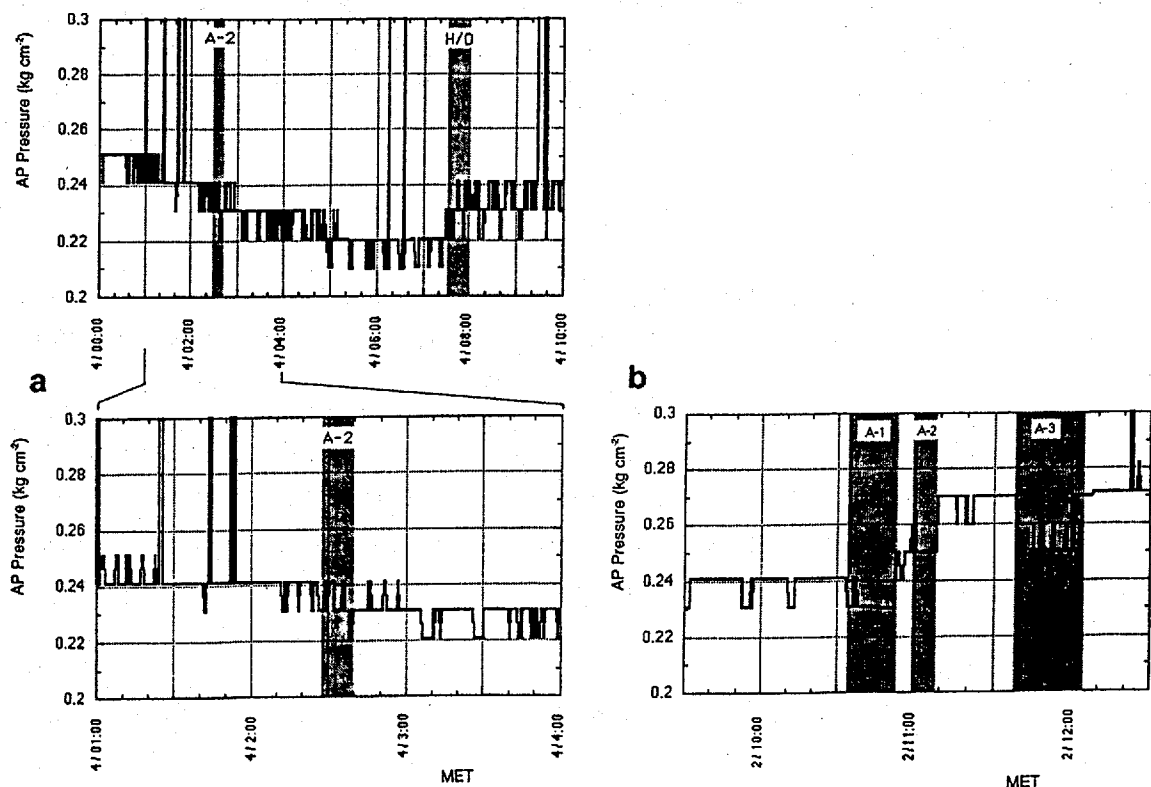 AP Pressure (kg cm-2)
0.3
0.28
0.26
0.24
0.22
0.2
A-2
H/D
4/00:00
4/02:00
4/04:00
4/06:00
4/08:00
4/10:00
a
AP Pressure (kg cm-2)
0.3
0.28
0.26
0.24
0.22
0.2
A-2
4/01:00
4/2:00
4/3:00
4/4:00
MET
b
AP Pressure (kg cm-2)
0.3
0.28
0.26
0.24
0.22
0.2
A-1
A-2
A-3
2/10:00
2/11:00
2/12:00
MET